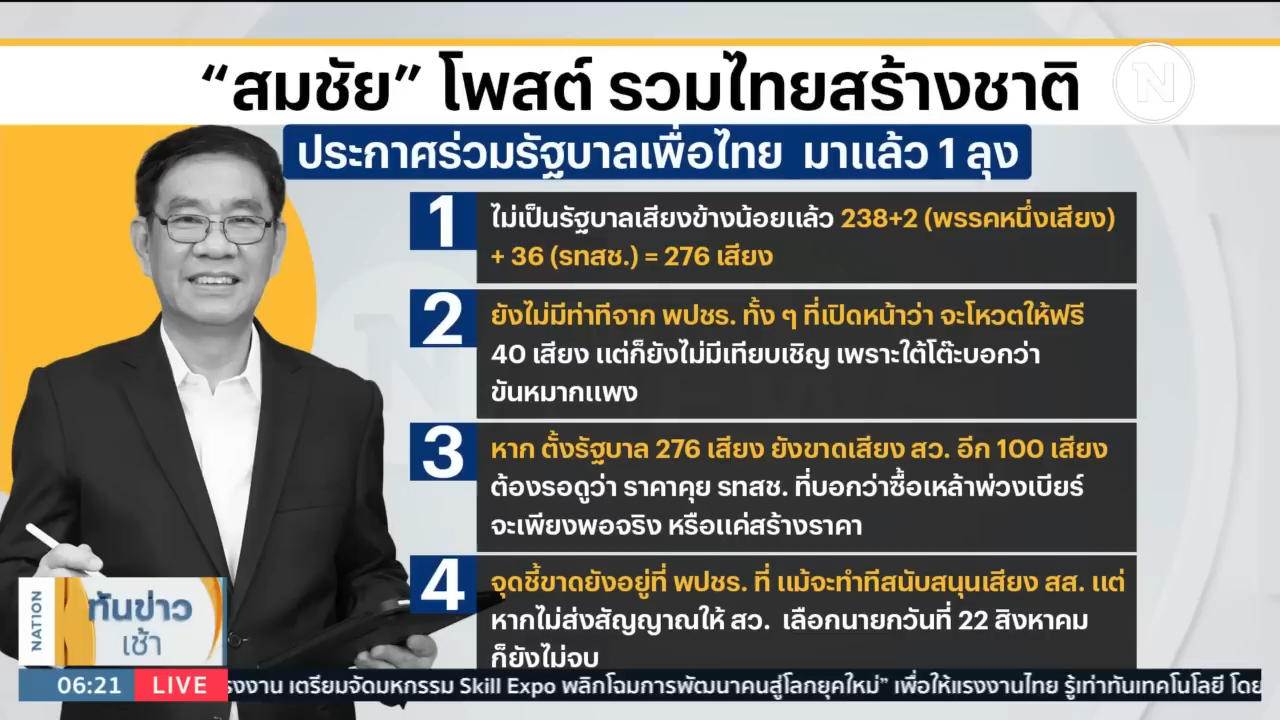 “สมชัย” โพสต์ รวมไทยสร้างชาติ
N
ประกาศร่วมรัฐบาลเพื่อไทย มาแล้ว 1 ลุง
1
ไม่เป็นรัฐบาลเสียงข้างน้อยแล้ว 238+2 (พรรคหนึ่งเสียง)
+ 36 (รทสช.) = 276 เสียง
2
ยังไม่มีท่าทีจาก พปชร. ทั้ง ๆ ที่เปิดหน้าว่า จะโหวตให้ฟรี
40 เสียง แต่ก็ยังไม่มีเทียบเชิญ เพราะใต้โต๊ะบอกว่า
ขันหมากแพง
3
หาก ตั้งรัฐบาล 276 เสียง ยังขาดเสียง สว. อีก 100 เสียง
ต้องรอดูว่า ราคาคุย รทสช. ที่บอกว่าซื้อเหล้าพ่วงเบียร์
จะเพียงพอจริง หรือแค่สร้างราคา
4
จุดชี้ขาดยังอยู่ที่ พปชร. ที่ แม้จะทำทีสนับสนุนเสียง สส. แต่
หากไม่ส่งสัญญาณให้ สว. เลือกนายกวันที่ 22 สิงหาคม
ก็ยังไม่จบ
NATION
ทันข่าว
เช้า
06:21 LIVE
รงงาน เตรียมจัดมหกรรม Skill Expo พลิกโฉมการพัฒนาคนสู่โลกยุคใหม่” เพื่อให้แรงงานไทย รู้เท่าทันเทคโนโลยี โดย